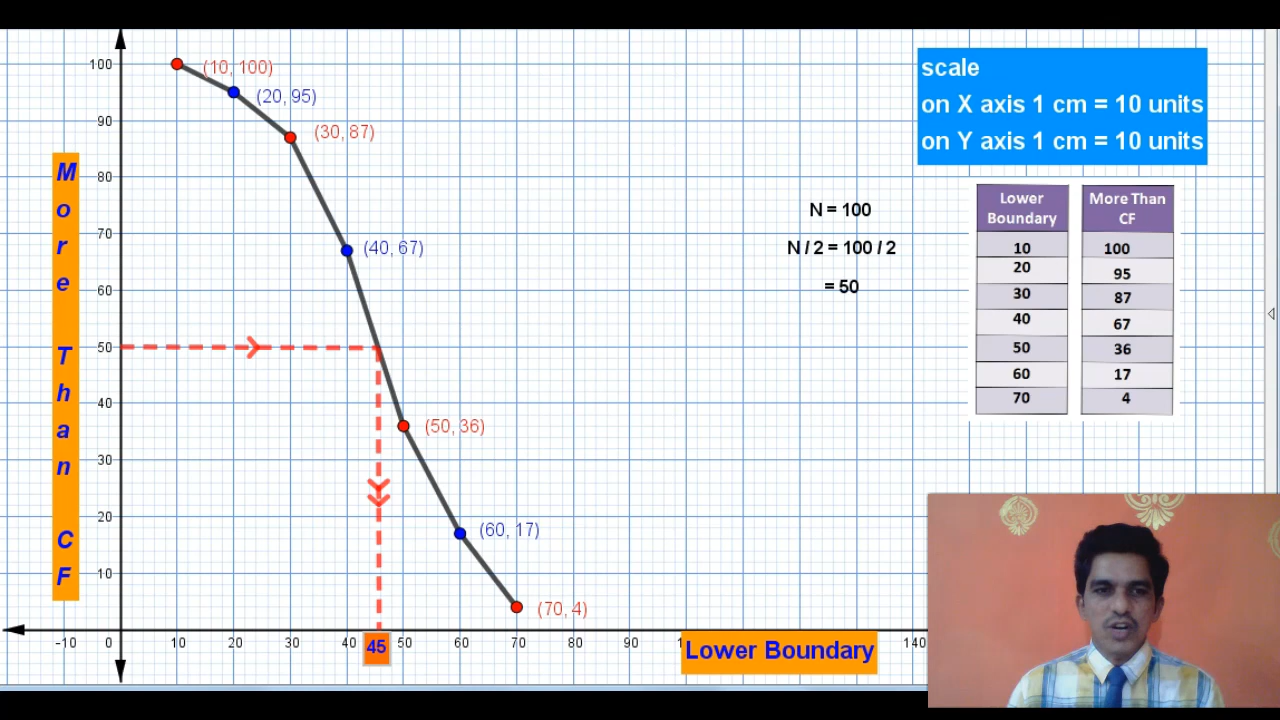 scale
on X axis 1 cm = 10 units
on Y axis 1 cm = 10 units
100
90
80
70
60
50
40
30
20
10
(10, 100)
(20, 95)
(30, 87)
(40, 67)
(50, 36)
(60, 17)
(70, 4)
More Than CF
N = 100
N / 2 = 100 / 2
= 50
Lower Boundary More Than CF
10 100
20 95
30 87
40 67
50 36
60 17
70 4
-10 0 10 20 30 40 45 50 60 70 80 90 140
Lower Boundary